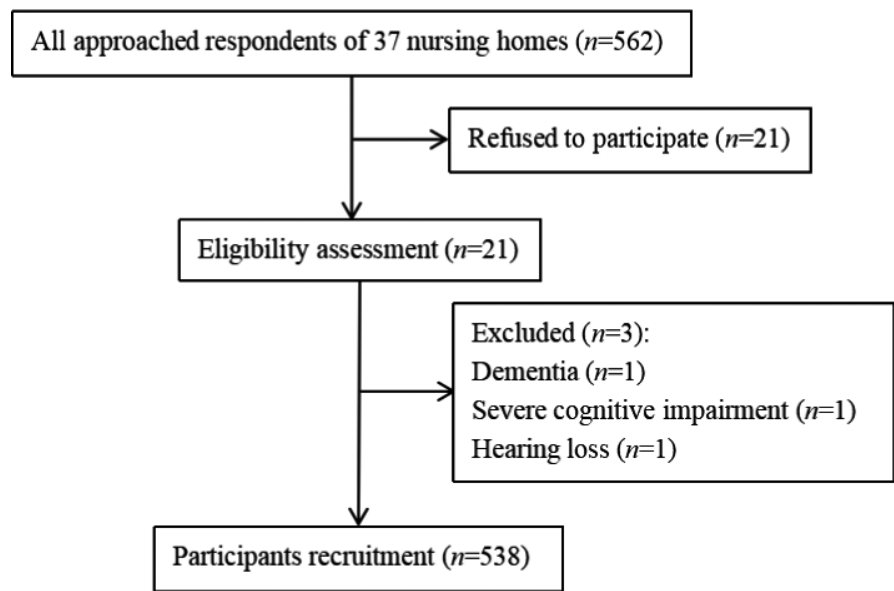 All approached respondents of 37 nursing homes (n=562)
Refused to participate (n=21)
Eligibility assessment (n=21)
Excluded (n=3):
Dementia (n=1)
Severe cognitive impairment (n=1)
Hearing loss (n=1)
Participants recruitment (n=538)